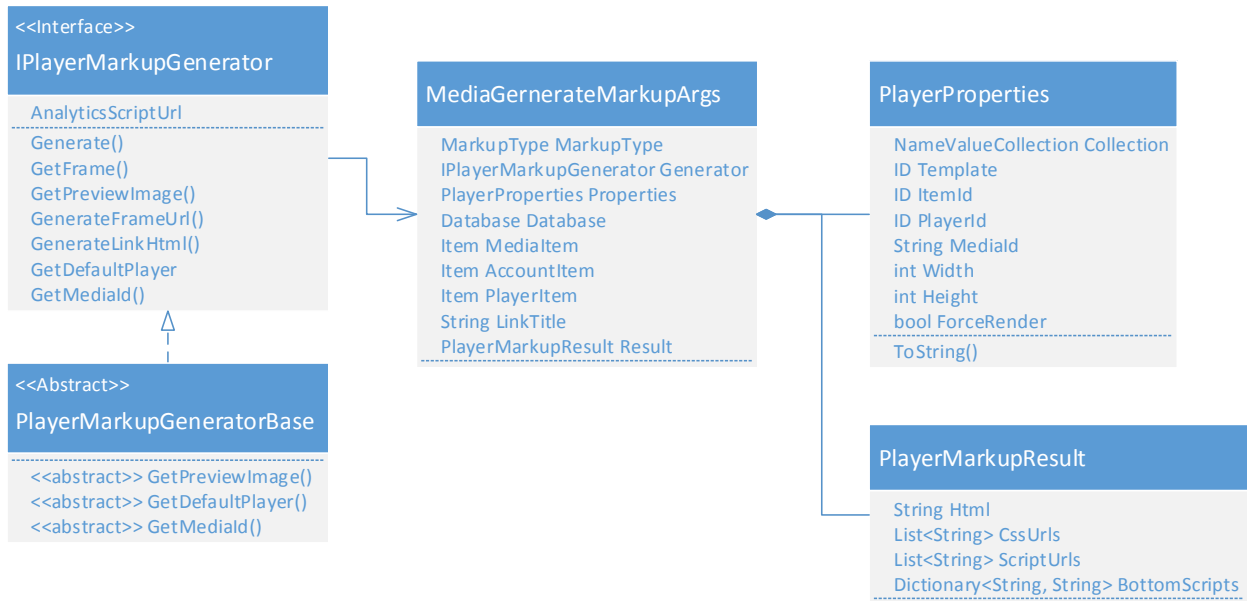 <<Interface>>
IPlayerMarkupGenerator
AnalyticsScriptUrl
Generate()
GetFrame()
GetPreviewImage()
GenerateFrameUrl()
GenerateLinkHtml()
GetDefaultPlayer
GetMediaId()
<<Abstract>>
PlayerMarkupGeneratorBase
<<abstract>> GetPreviewImage()
<<abstract>> GetDefaultPlayer()
<<abstract>> GetMediaId()
MediaGernerateMarkupArgs
MarkupType MarkupType
IPlayerMarkupGenerator Generator
PlayerProperties Properties
Database Database
Item MediaItem
Item AccountItem
Item PlayerItem
String LinkTitle
PlayerMarkupResult Result
PlayerProperties
NameValueCollection Collection
ID Template
ID ItemId
ID PlayerId
String MediaId
int Width
int Height
bool ForceRender
ToString()
PlayerMarkupResult
String Html
List<String> CssUrls
List<String> ScriptUrls
Dictionary<String, String> BottomScripts